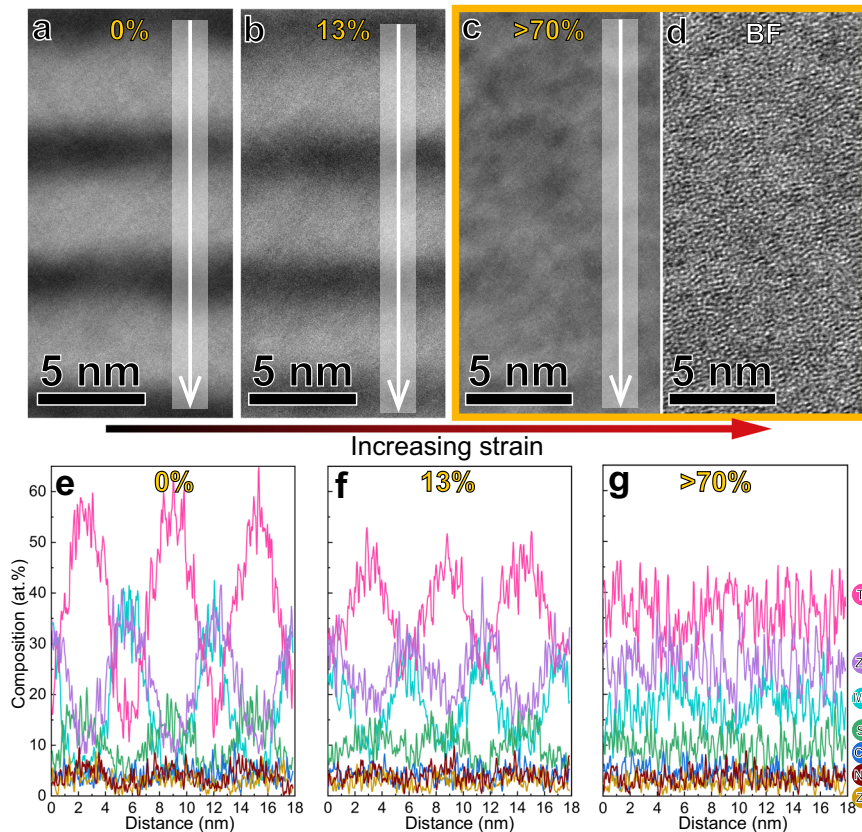 a 0% b 13% c >70% d BF
5 nm 5 nm 5 nm 5 nm
Increasing strain
e 0% f 13% g >70%
Composition (at.%)
60
50
40
30
20
10
0
T
Z
S
C
N
Z
0 2 4 6 8 10 12 14 16 18 0 2 4 6 8 10 12 14 16 18 0 2 4 6 8 10 12 14 16 18
Distance (nm) Distance (nm) Distance (nm)